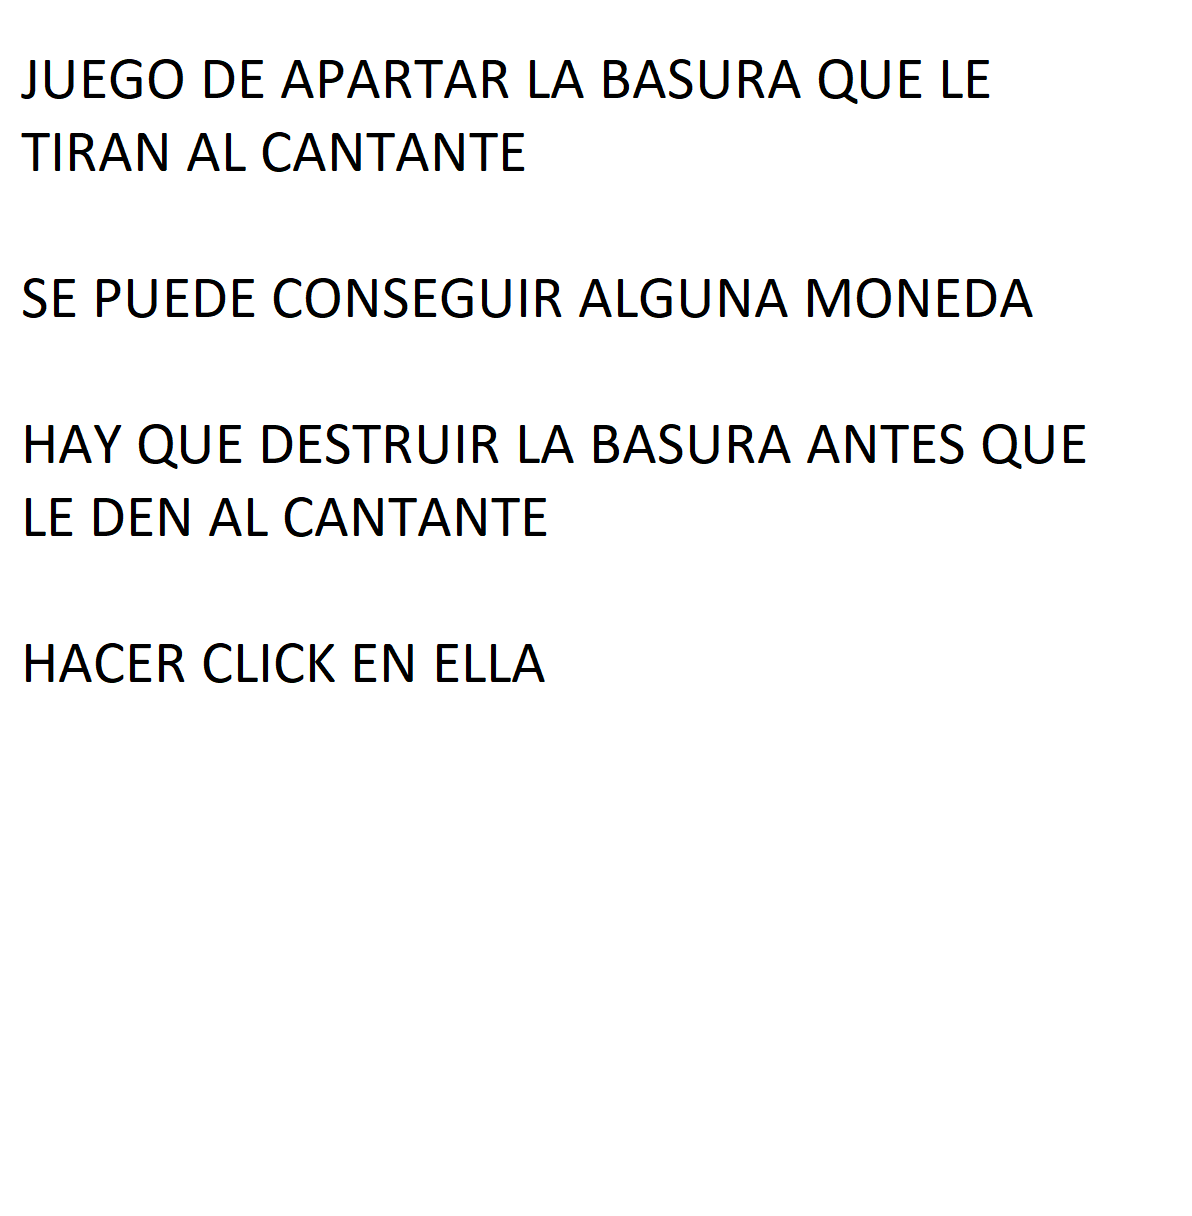 JUEGO DE APARTAR LA BASURA QUE LE
TIRAN AL CANTANTE
SE PUEDE CONSEGUIR ALGUNA MONEDA
HAY QUE DESTRUIR LA BASURA ANTES QUE
LE DEN AL CANTANTE
HACER CLICK EN ELLA